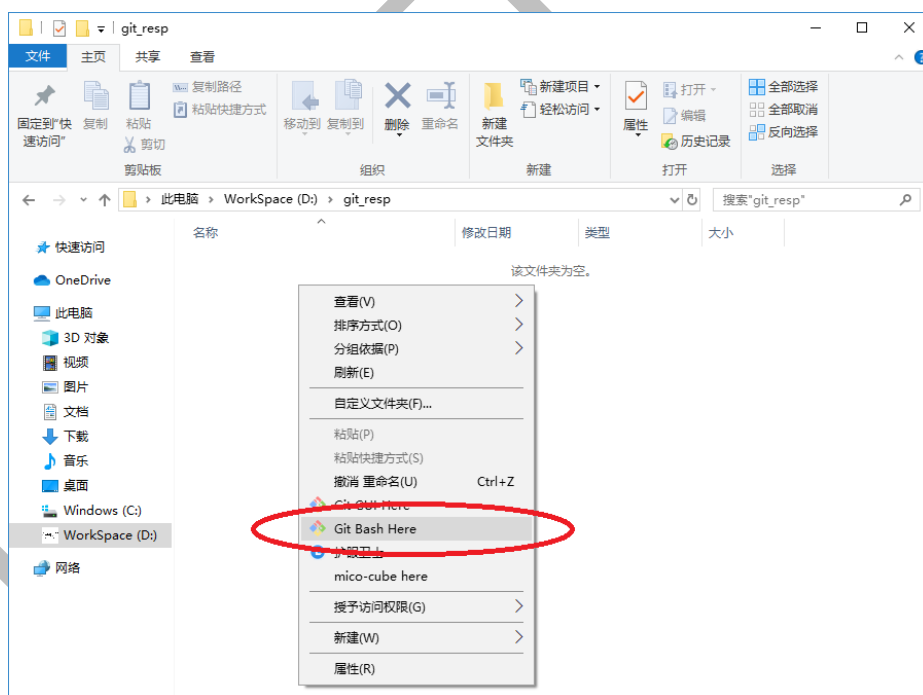 git_resp
文件 主页 共享 查看
固定到"快速访问" 复制 粘贴 复制路径 粘贴快捷方式 剪切 移动到 复制到 删除 重命名 新建文件夹 新建项目 轻松访问 属性 打开 编辑 历史记录 全部选择 全部取消 反向选择
剪贴板 组织 新建 打开 选择
此电脑 WorkSpace (D:) git_resp 搜索"git_resp"
名称 修改日期 类型 大小
该文件夹为空。
快速访问
OneDrive
此电脑
3D 对象
视频
图片
文档
下载
音乐
桌面
Windows (C:)
WorkSpace (D:)
网络
查看(V)
排序方式(O)
分组依据(P)
刷新(E)
自定义文件夹(F)...
粘贴(P)
粘贴快捷方式(S)
撤消 重命名(U) Ctrl+Z
Git GUI Here
Git Bash Here
护眼卫士
mico-cube here
授予访问权限(G)
新建(W)
属性(R)